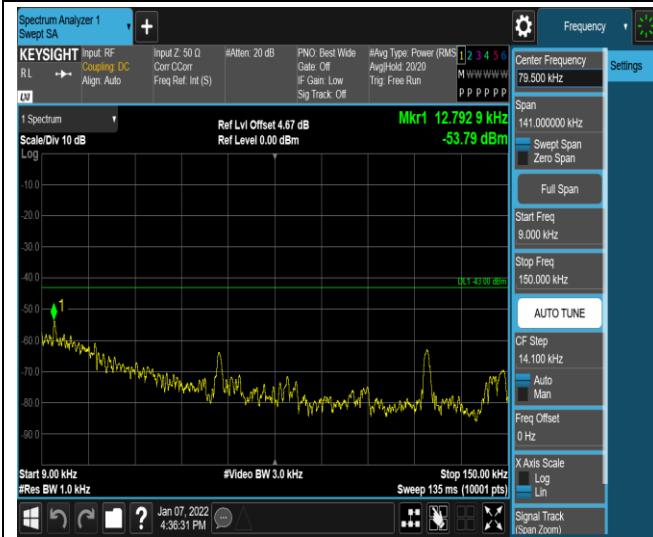 Spectrum Analyzer 1
Swept SA
Frequency
KEYSIGHT
RL
LXI
Input: RF
Coupling: DC
Align: Auto
Input Z: 50 Ω
Corr CCorr
Freq Ref: Int (S)
#Atten: 20 dB
PNO: Best Wide
Gate: Off
IF Gain: Low
Sig Track: Off
#Avg Type: Power (RMS
Avg|Hold: 20/20
Trig: Free Run
1 2 3 4 5 6
M W W W W W
P P P P P P
Center Frequency
79.500 kHz
Settings
Span
141.000000 kHz
Swept Span
Zero Span
Full Span
Start Freq
9.000 kHz
Stop Freq
150.000 kHz
AUTO TUNE
CF Step
14.100 kHz
Auto
Man
Freq Offset
0 Hz
X Axis Scale
Log
Lin
Signal Track
(Span Zoom)
1 Spectrum
Scale/Div 10 dB
Log
Ref Lvl Offset 4.67 dB
Ref Level 0.00 dBm
Mkr1 12.792 9 kHz
-53.79 dBm
-10.0
-20.0
-30.0
-40.0
DL1 -43.00 dBm
-50.0
1
-60.0
-70.0
-80.0
-90.0
Start 9.00 kHz
#Video BW 3.0 kHz
Stop 150.00 kHz
#Res BW 1.0 kHz
Sweep 135 ms (10001 pts)
?
Jan 07, 2022
4:36:31 PM